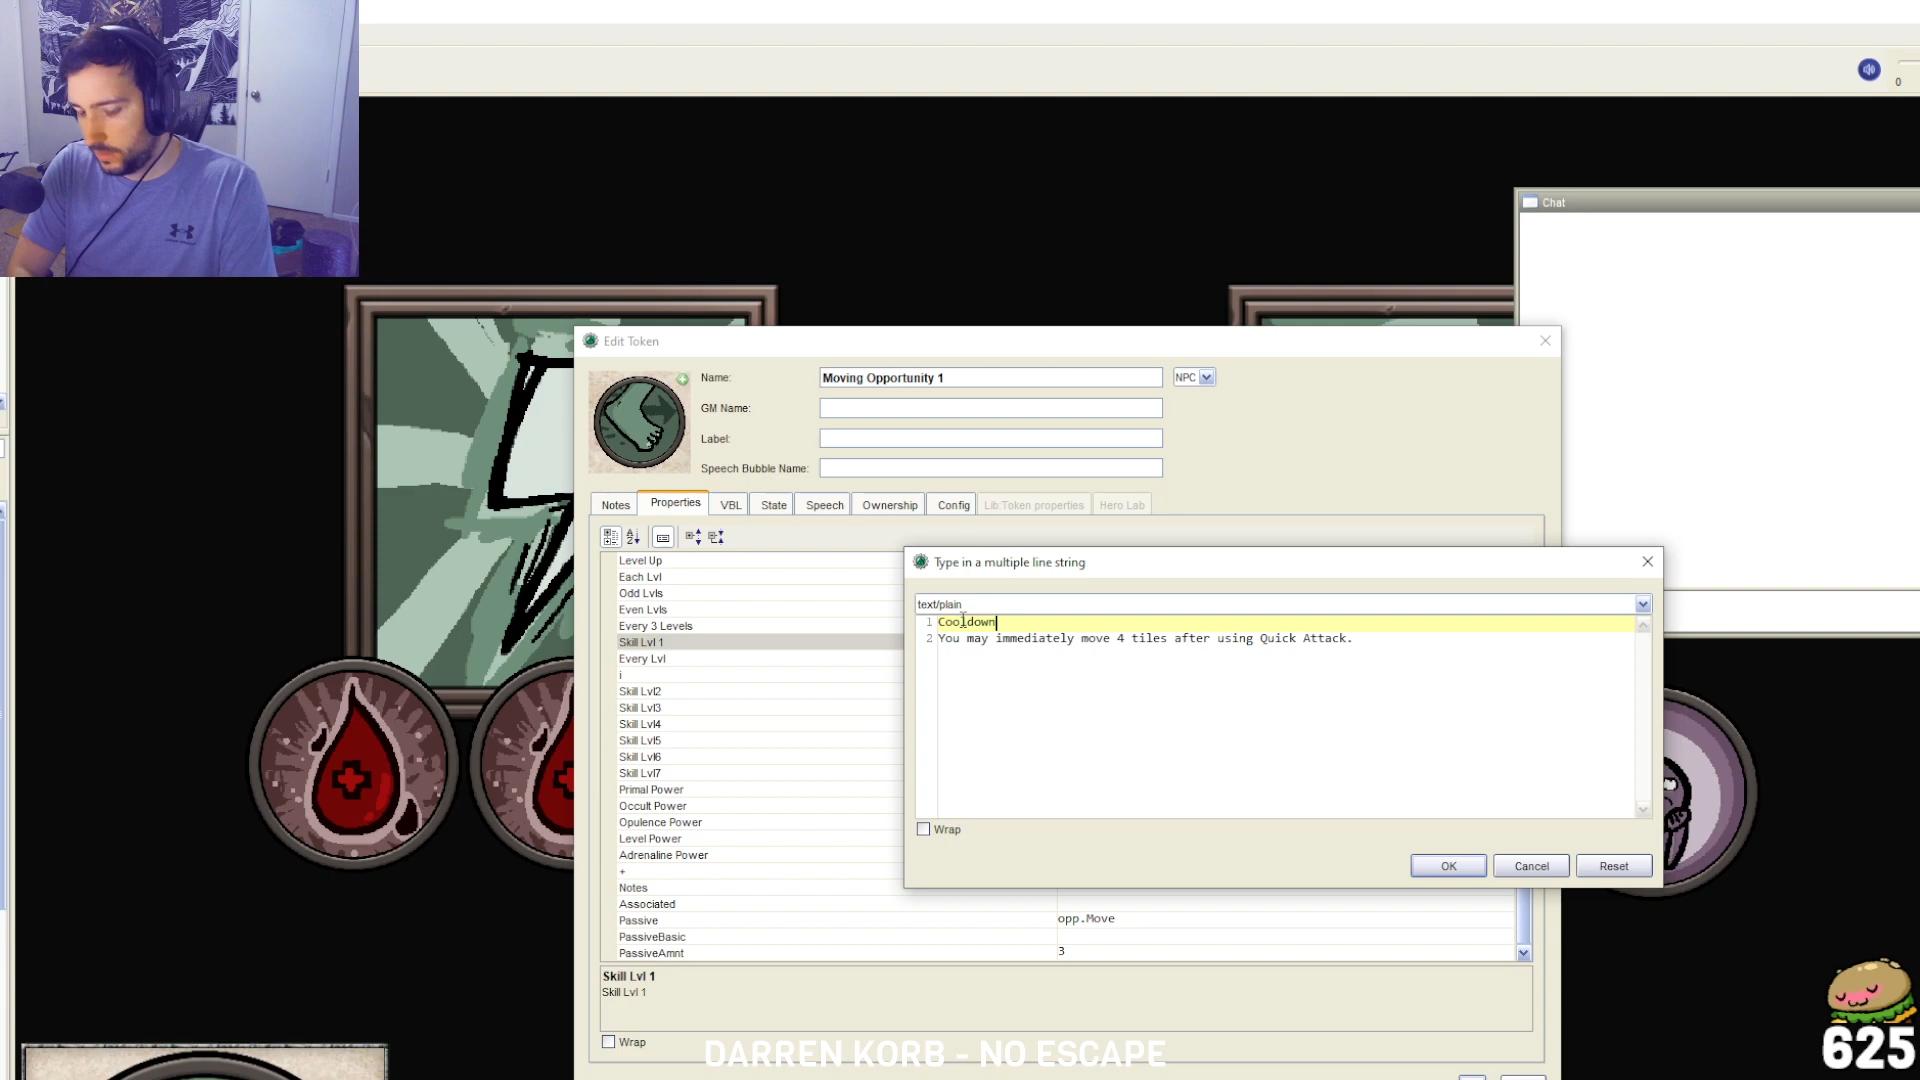 0
Chat
Edit Token
Name:
Moving Opportunity 1
NPC
GM Name:
Label:
Speech Bubble Name:
Notes
Properties
VBL
State
Speech
Ownership
Config
Lib:Token properties
Hero Lab
Level Up
Each Lvl
Odd Lvls
Even Lvls
Every 3 Levels
Skill Lvl 1
Every Lvl
i
Skill Lvl2
Skill Lvl3
Skill Lvl4
Skill Lvl5
Skill Lvl6
Skill Lvl7
Primal Power
Occult Power
Opulence Power
Level Power
Adrenaline Power
+
Notes
Associated
Passive
opp.Move
PassiveBasic
PassiveAmnt
3
Type in a multiple line string
text/plain
1 Cooldown
2 You may immediately move 4 tiles after using Quick Attack.
Wrap
OK
Cancel
Reset
Skill Lvl 1
Skill Lvl 1
Wrap
DARREN KORB - NO ESCAPE
625